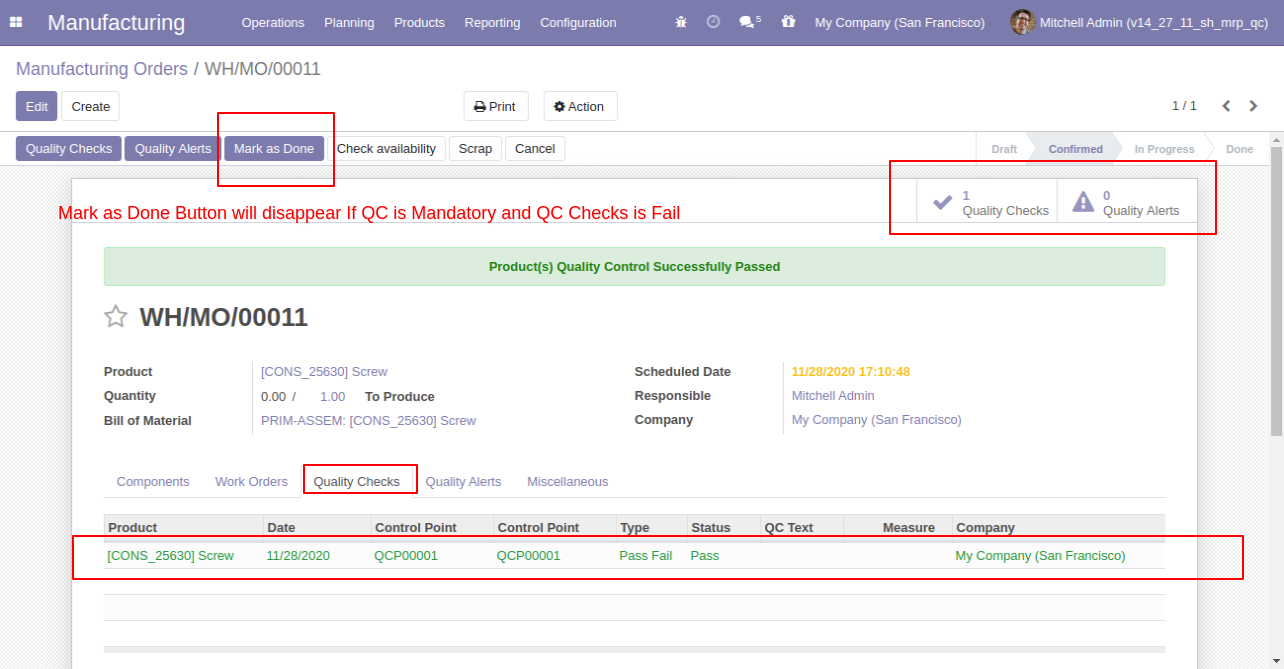 Manufacturing Operations Planning Products Reporting Configuration 5 My Company (San Francisco) Mitchell Admin (v14_27_11_sh_mrp_qc)
Manufacturing Orders / WH/MO/00011
Edit Create Print Action 1 / 1
Quality Checks Quality Alerts Mark as Done Check availability Scrap Cancel Draft Confirmed In Progress Done
1 Quality Checks
0 Quality Alerts
Mark as Done Button will disappear If QC is Mandatory and QC Checks is Fail
Product(s) Quality Control Successfully Passed
WH/MO/00011
Product [CONS_25630] Screw Scheduled Date 11/28/2020 17:10:48
Quantity 0.00 / 1.00 To Produce Responsible Mitchell Admin
Bill of Material PRIM-ASSEM: [CONS_25630] Screw Company My Company (San Francisco)
Components Work Orders Quality Checks Quality Alerts Miscellaneous
Product Date Control Point Control Point Type Status QC Text Measure Company
[CONS_25630] Screw 11/28/2020 QCP00001 QCP00001 Pass Fail Pass My Company (San Francisco)